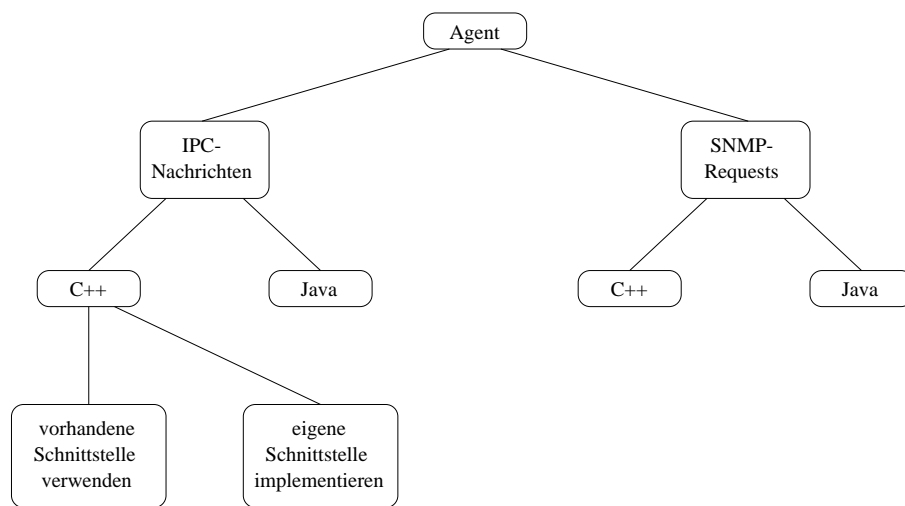 Agent
IPC-
Nachrichten
SNMP-
Requests
C++
Java
C++
Java
vorhandene
Schnittstelle
verwenden
eigene
Schnittstelle
implementieren